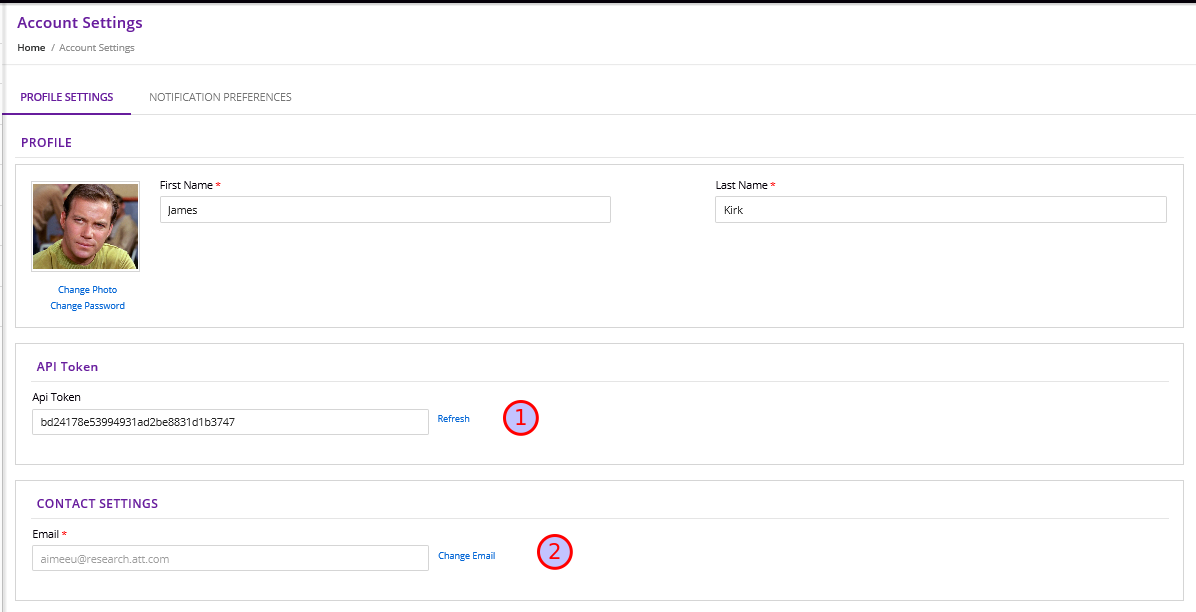 Account Settings
Home / Account Settings
PROFILE SETTINGS NOTIFICATION PREFERENCES
PROFILE
First Name * Last Name *
James Kirk
Change Photo
Change Password
API Token
Api Token
bd24178e53994931ad2be8831d1b3747 Refresh 1
CONTACT SETTINGS
Email *
aimeeu@research.att.com Change Email 2